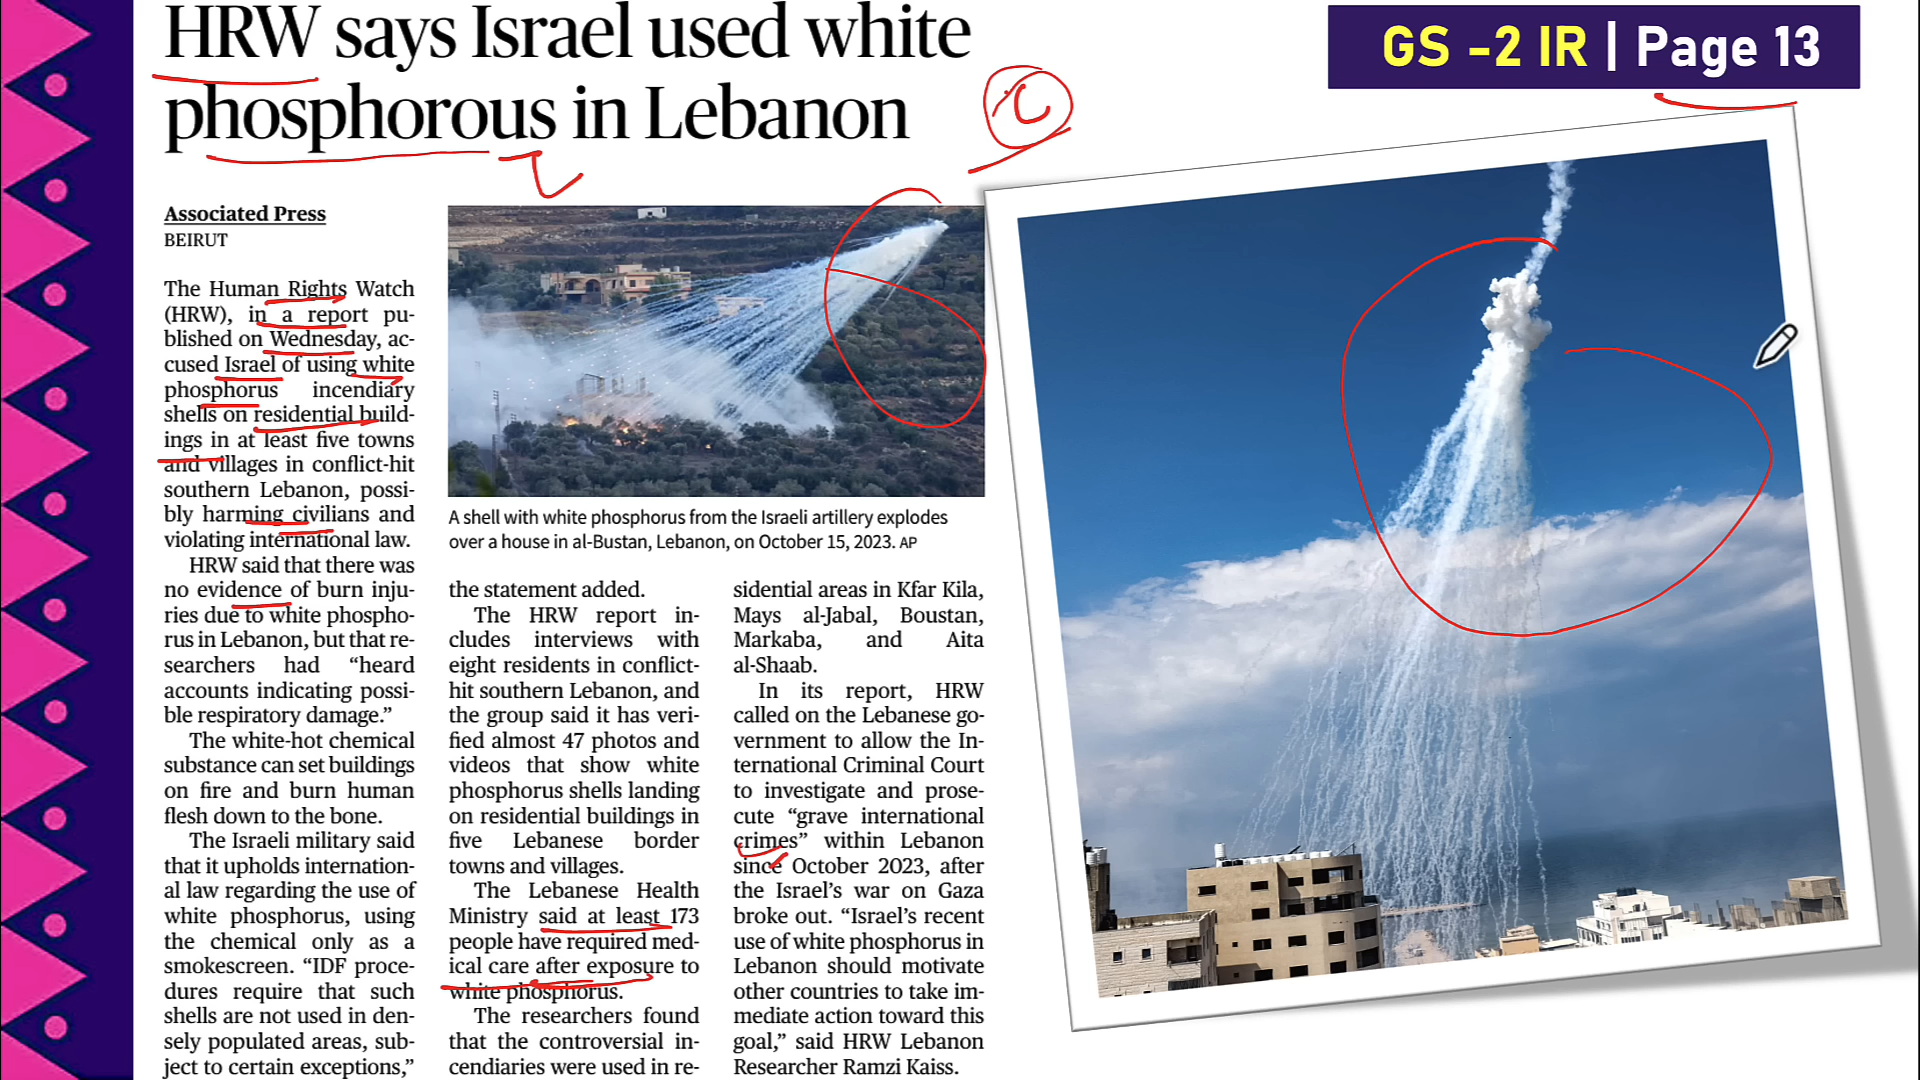 HRW says Israel used white
phosphorous in Lebanon
GS -2 IR | Page 13
Associated Press
BEIRUT
The Human Rights Watch
(HRW), in a report pu-
blished on Wednesday, ac-
cused Israel of using white
phosphorus incendiary
shells on residential build-
ings in at least five towns
and villages in conflict-hit
southern Lebanon, possi-
bly harming civilians and
violating international law.
HRW said that there was
no evidence of burn inju-
ries due to white phospho-
rus in Lebanon, but that re-
searchers had “heard
accounts indicating possi-
ble respiratory damage.”
The white-hot chemical
substance can set buildings
on fire and burn human
flesh down to the bone.
The Israeli military said
that it upholds internation-
al law regarding the use of
white phosphorus, using
the chemical only as a
smokescreen. “IDF proce-
dures require that such
shells are not used in den-
sely populated areas, sub-
ject to certain exceptions,”
A shell with white phosphorus from the Israeli artillery explodes
over a house in al-Bustan, Lebanon, on October 15, 2023. AP
the statement added.
The HRW report in-
cludes interviews with
eight residents in conflict-
hit southern Lebanon, and
the group said it has veri-
fied almost 47 photos and
videos that show white
phosphorus shells landing
on residential buildings in
five Lebanese border
towns and villages.
The Lebanese Health
Ministry said at least 173
people have required med-
ical care after exposure to
white phosphorus.
The researchers found
that the controversial in-
cendiaries were used in re-
sidential areas in Kfar Kila,
Mays al-Jabal, Boustan,
Markaba, and Aita
al-Shaab.
In its report, HRW
called on the Lebanese go-
vernment to allow the In-
ternational Criminal Court
to investigate and prose-
cute “grave international
crimes” within Lebanon
since October 2023, after
the Israel’s war on Gaza
broke out. “Israel’s recent
use of white phosphorus in
Lebanon should motivate
other countries to take im-
mediate action toward this
goal,” said HRW Lebanon
Researcher Ramzi Kaiss.